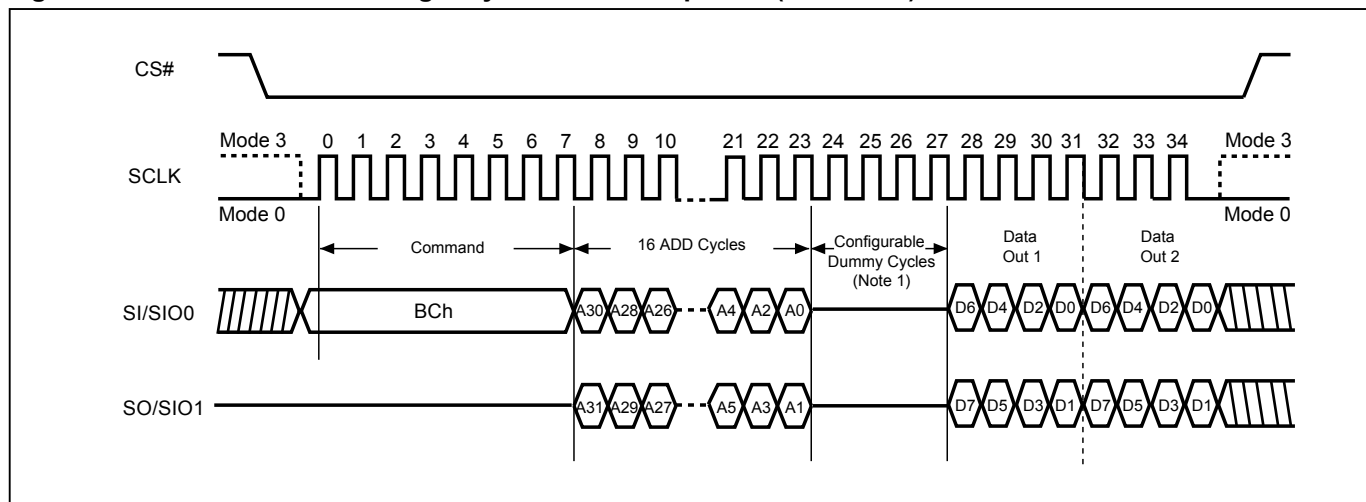 CS#
Mode 3 0 1 2 3 4 5 6 7 8 9 10 21 22 23 24 25 26 27 28 29 30 31 32 33 34 Mode 3
SCLK
Mode 0 Mode 0
Command 16 ADD Cycles Configurable Data Data
Dummy Cycles Out 1 Out 2
(Note 1)
SI/SIO0 BCh A30 A28 A26 A4 A2 A0 D6 D4 D2 D0 D6 D4 D2 D0
SO/SIO1 A31 A29 A27 A5 A3 A1 D7 D5 D3 D1 D7 D5 D3 D1